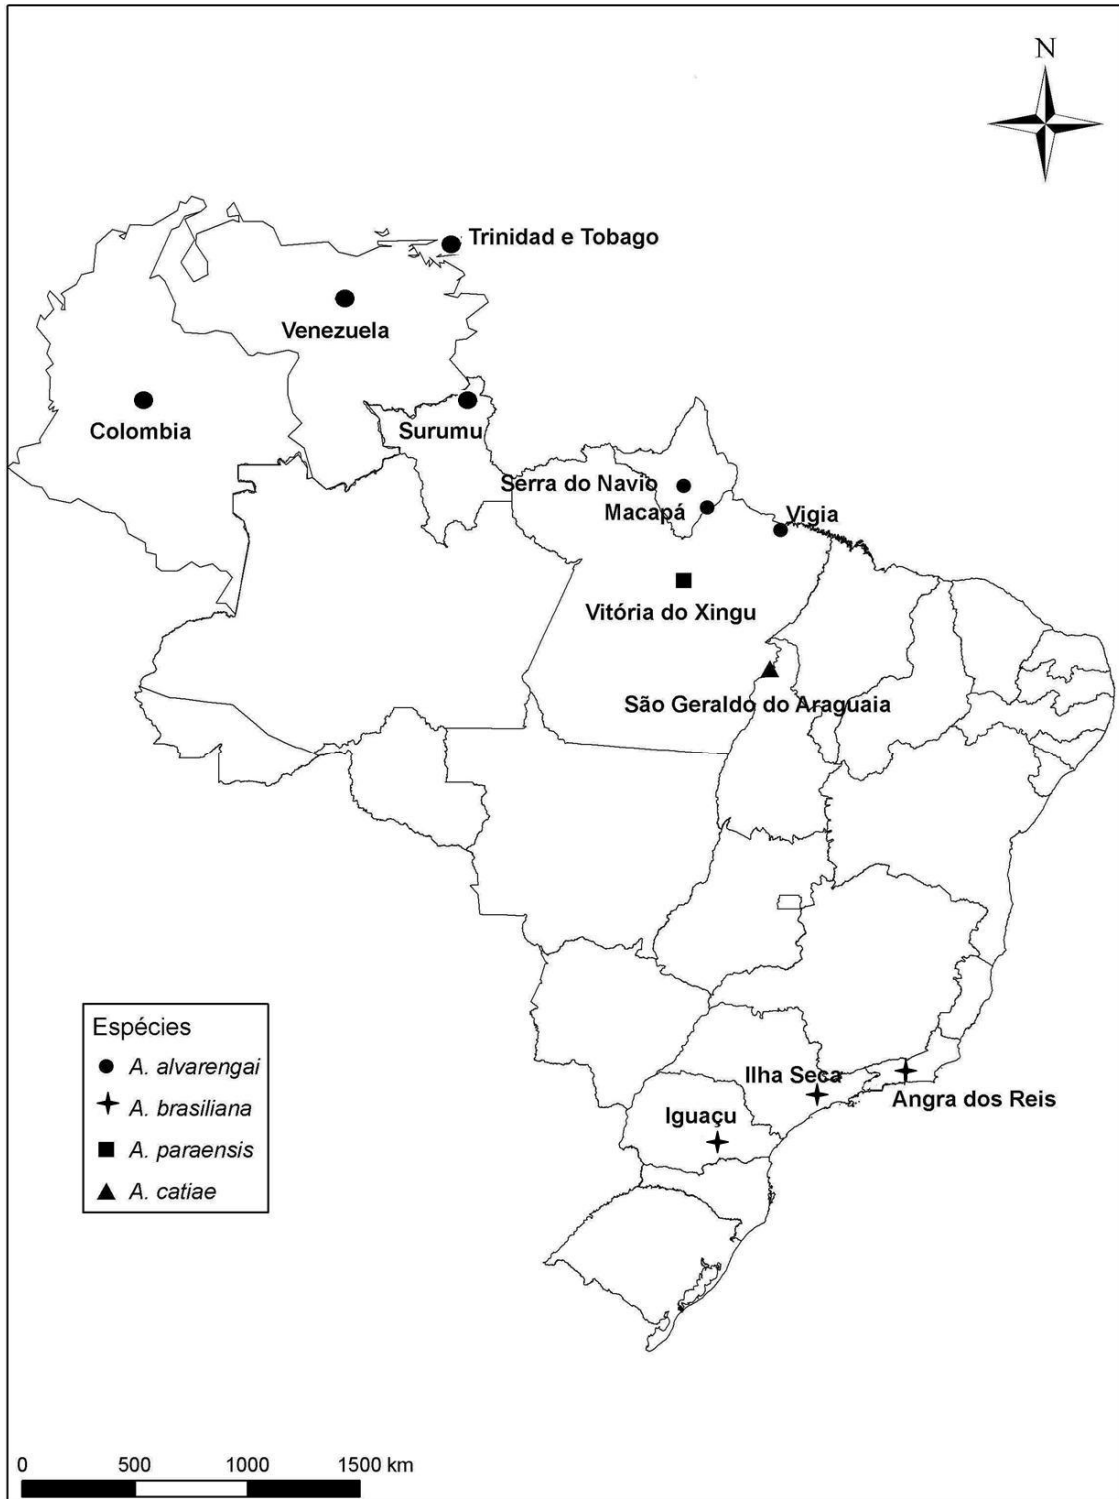 N
Trinidad e Tobago
Venezuela
Colombia
Surumu
Serra do Navio
Macapá
Vigia
Vitória do Xingu
São Geraldo do Araguaia
Espécies
A. alvarengai
A. brasiliana
A. paraensis
A. catiae
Ilha Seca
Angra dos Reis
Iguaçu
0 500 1000 1500 km